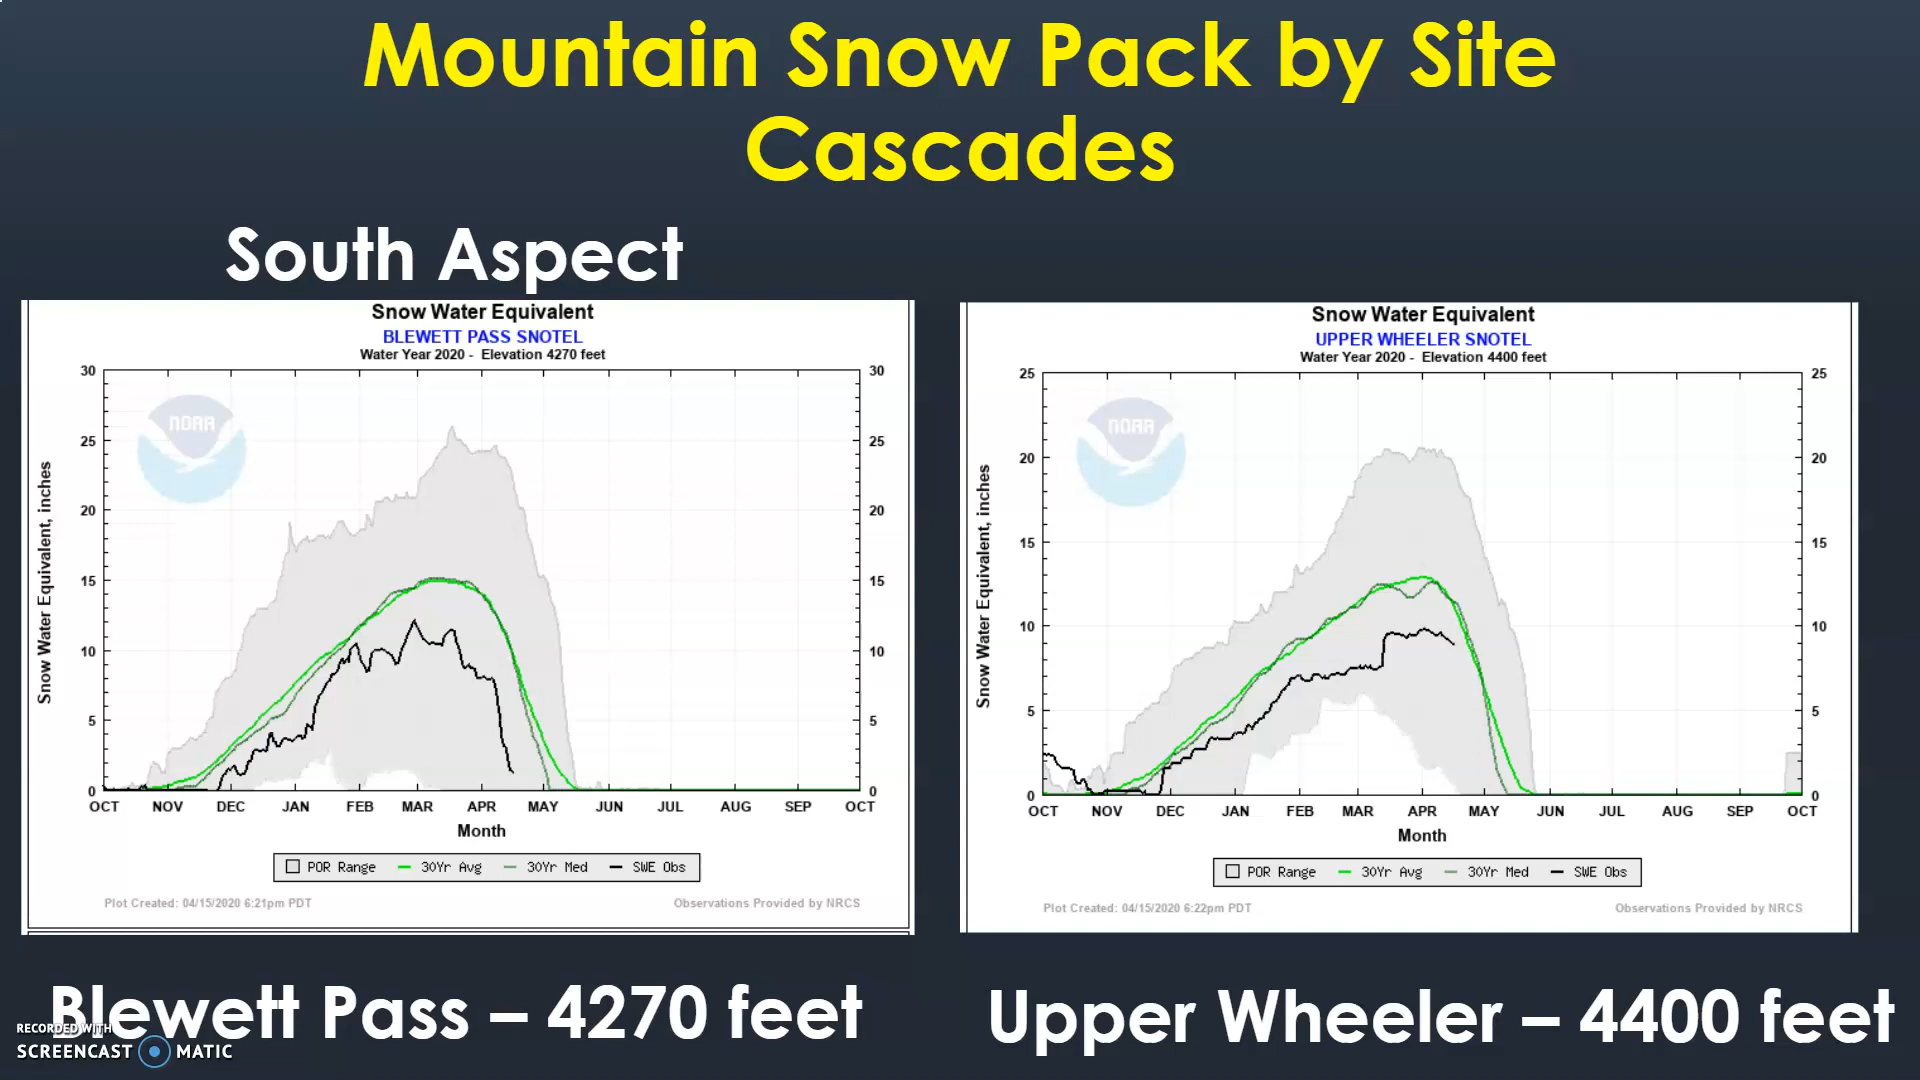 Mountain Snow Pack by Site
Cascades
South Aspect
Snow Water Equivalent
BLEWETT PASS SNOTEL
Water Year 2020 - Elevation 4270 feet
NOAA
Snow Water Equivalent, inches
30
25
20
15
10
5
0
30
25
20
15
10
5
0
OCT NOV DEC JAN FEB MAR APR MAY JUN JUL AUG SEP OCT
Month
POR Range 30Yr Avg 30Yr Med SWE Obs
Plot Created: 04/15/2020 6:21pm PDT Observations Provided by NRCS
Snow Water Equivalent
UPPER WHEELER SNOTEL
Water Year 2020 - Elevation 4400 feet
NOAA
Snow Water Equivalent, inches
25
20
15
10
5
0
25
20
15
10
5
0
OCT NOV DEC JAN FEB MAR APR MAY JUN JUL AUG SEP OCT
Month
POR Range 30Yr Avg 30Yr Med SWE Obs
Plot Created: 04/15/2020 6:22pm PDT Observations Provided by NRCS
Blewett Pass – 4270 feet
Upper Wheeler – 4400 feet
RECORDED WITH
SCREENCAST MATIC